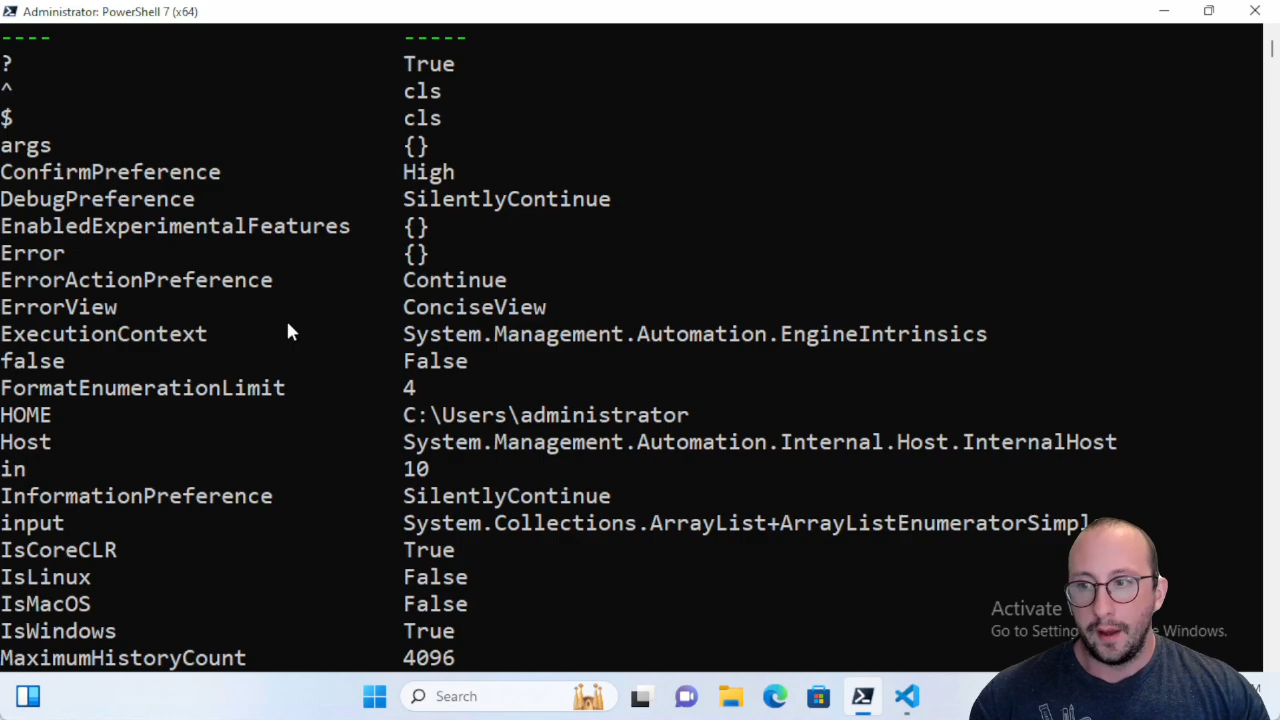 Administrator: PowerShell 7 (x64)
---- -----
? True
^ cls
$ cls
args {}
ConfirmPreference High
DebugPreference SilentlyContinue
EnabledExperimentalFeatures {}
Error {}
ErrorActionPreference Continue
ErrorView ConciseView
ExecutionContext System.Management.Automation.EngineIntrinsics
false False
FormatEnumerationLimit 4
HOME C:\Users\administrator
Host System.Management.Automation.Internal.Host.InternalHost
in 10
InformationPreference SilentlyContinue
input System.Collections.ArrayList+ArrayListEnumeratorSimpl
IsCoreCLR True
IsLinux False
IsMacOS False
IsWindows True
MaximumHistoryCount 4096
Activate
Go to Setting Windows.
Search